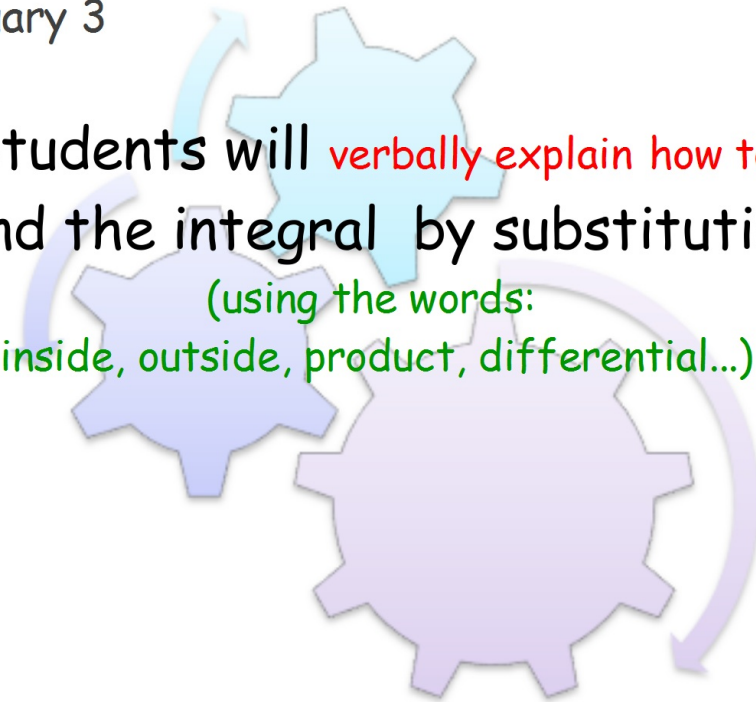 ary 3
tudents will verbally explain how t
nd the integral by substituti
(using the words:
inside, outside, product, differential...)